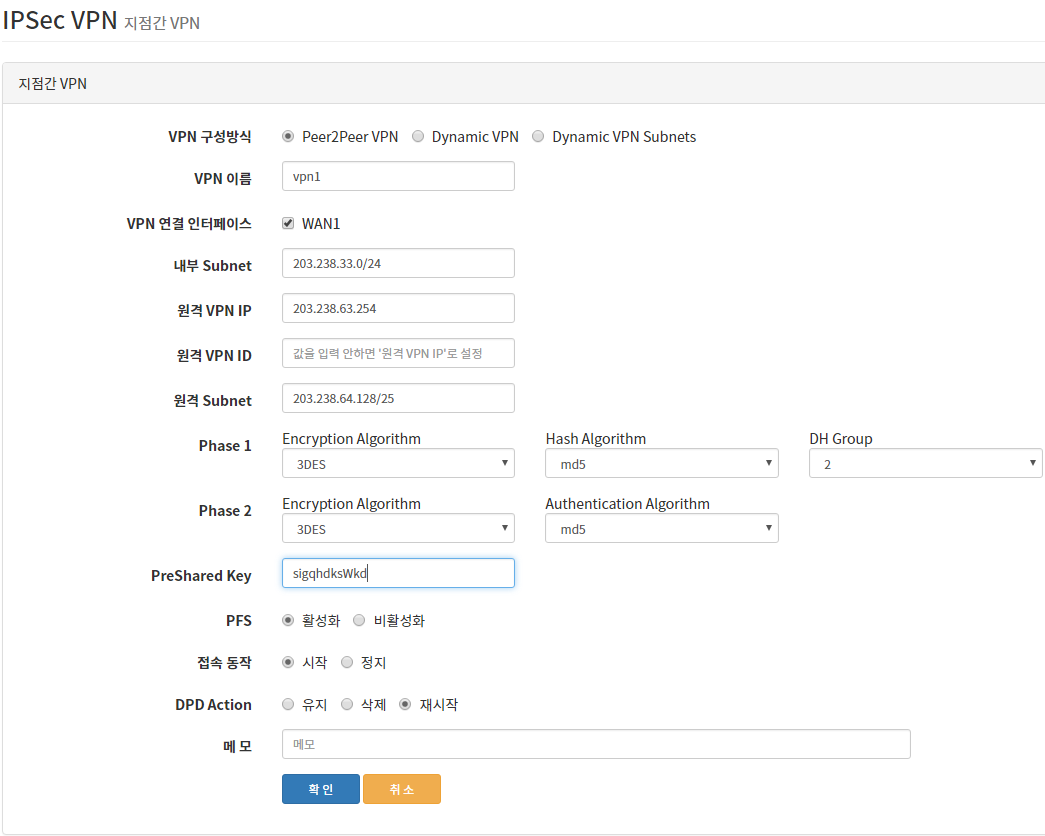 IPSec VPN 지점간 VPN
지점간 VPN
VPN 구성방식 Peer2Peer VPN Dynamic VPN Dynamic VPN Subnets
VPN 이름 vpn1
VPN 연결 인터페이스 WAN1
내부 Subnet 203.238.33.0/24
원격 VPN IP 203.238.63.254
원격 VPN ID 값을 입력 안하면 '원격 VPN IP'로 설정
원격 Subnet 203.238.64.128/25
Phase 1 Encryption Algorithm Hash Algorithm DH Group
3DES md5 2
Phase 2 Encryption Algorithm Authentication Algorithm
3DES md5
PreShared Key sigqhdksWkd
PFS 활성화 비활성화
접속 동작 시작 정지
DPD Action 유지 삭제 재시작
메 모 메모
확 인 취 소